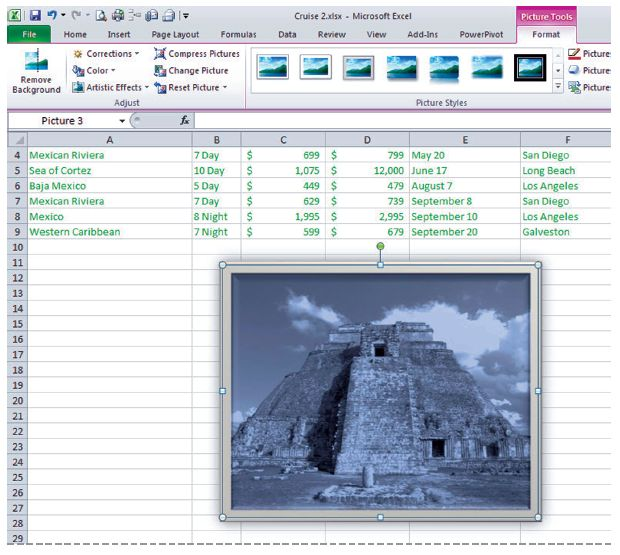 Cruise 2.xlsx - Microsoft Excel
Picture Tools
File Home Insert Page Layout Formulas Data Review View Add-Ins PowerPivot Format
Remove Background
Corrections
Color
Artistic Effects
Compress Pictures
Change Picture
Reset Picture
Picture
Picture
Picture
Adjust Picture Styles
Picture 3 fx
A B C D E F
4 Mexican Riviera 7 Day $ 699 $ 799 May 20 San Diego
5 Sea of Cortez 10 Day $ 1,075 $ 12,000 June 17 Long Beach
6 Baja Mexico 5 Day $ 449 $ 479 August 7 Los Angeles
7 Mexican Riviera 7 Day $ 629 $ 739 September 8 San Diego
8 Mexico 8 Night $ 1,995 $ 2,995 September 10 Los Angeles
9 Western Caribbean 7 Night $ 599 $ 679 September 20 Galveston
10
11
12
13
14
15
16
17
18
19
20
21
22
23
24
25
26
27
28
29